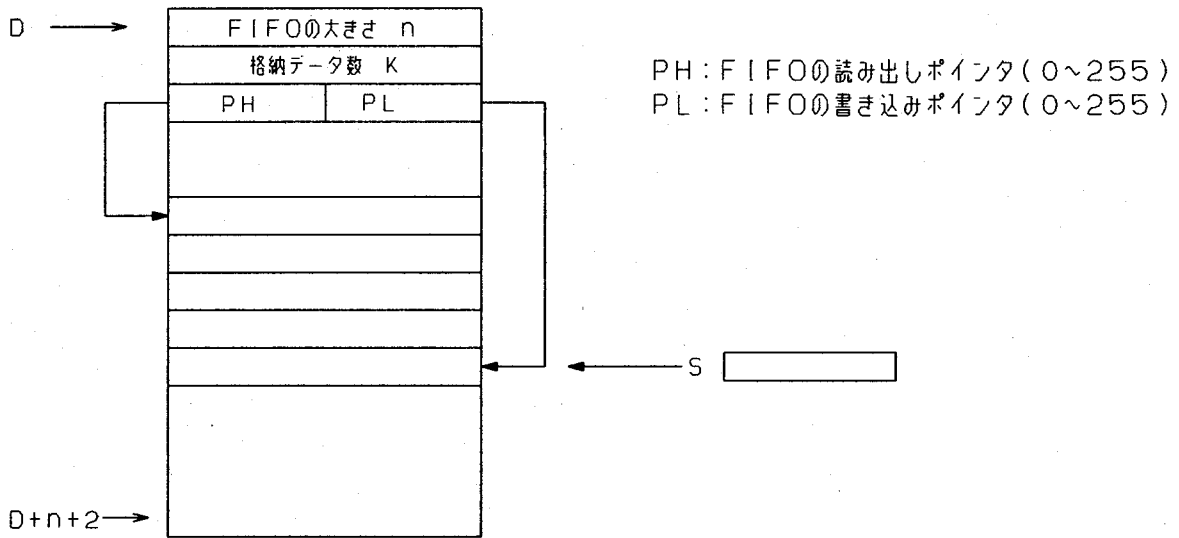 D
FIFOの大きさ n
格納データ数 K
PH PL
PH:FIFOの読み出しポインタ(0~255)
PL:FIFOの書き込みポインタ(0~255)
S
D+n+2